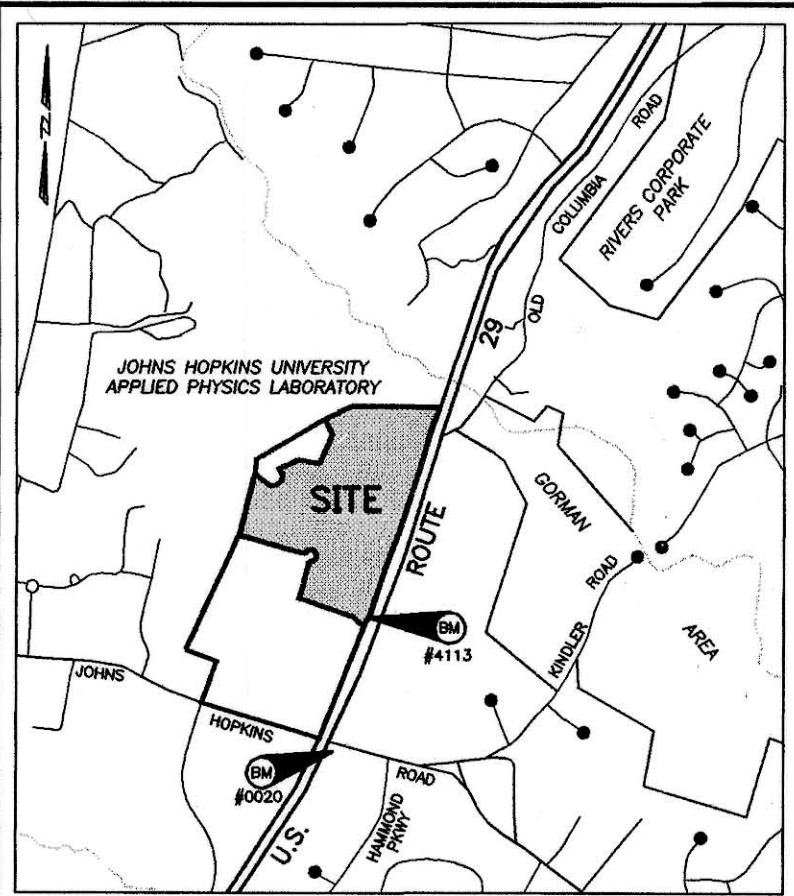 N
ROAD
COLUMBIA
OLD
RIVERS CORPORATE
PARK
29
JOHNS HOPKINS UNIVERSITY
APPLIED PHYSICS LABORATORY
SITE
ROUTE
GORMAN
ROAD
AREA
BM
#4113
KINDLER
JOHNS
HOPKINS
ROAD
BM
#0020
HAMMOND
PKWY
U.S.